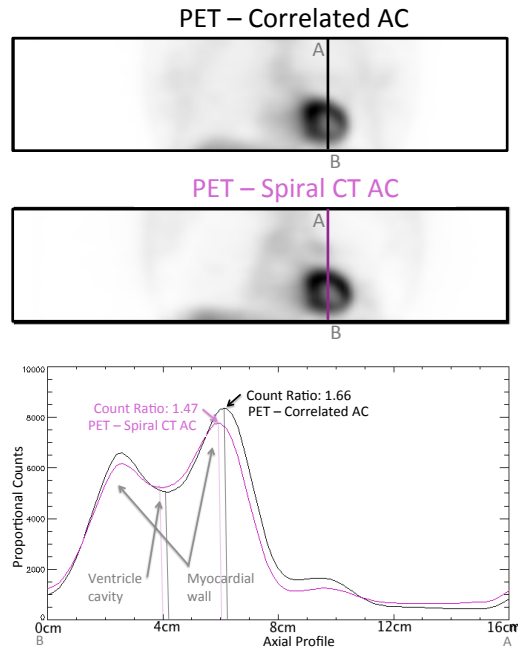 PET – Correlated AC
A
B
PET – Spiral CT AC
A
B
10000
8000
6000
4000
2000
0
Proportional Counts
Count Ratio: 1.66
PET – Correlated AC
Count Ratio: 1.47
PET – Spiral CT AC
Ventricle
cavity
Myocardial
wall
0cm
4cm
8cm
12cm
16cm
B
Axial Profile
A